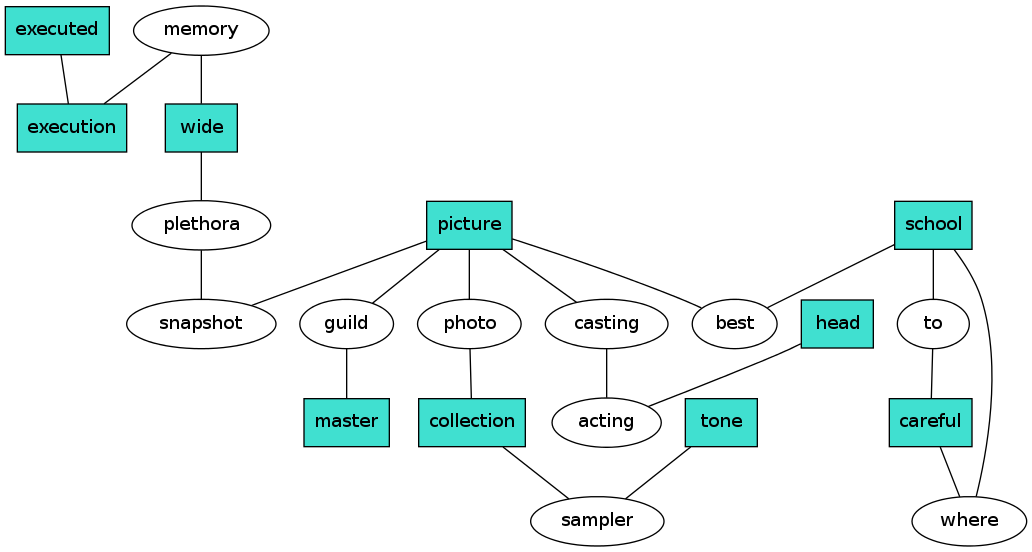 executed
memory
execution
wide
plethora
picture
school
snapshot
guild
photo
casting
best
head
to
master
collection
acting
tone
careful
sampler
where